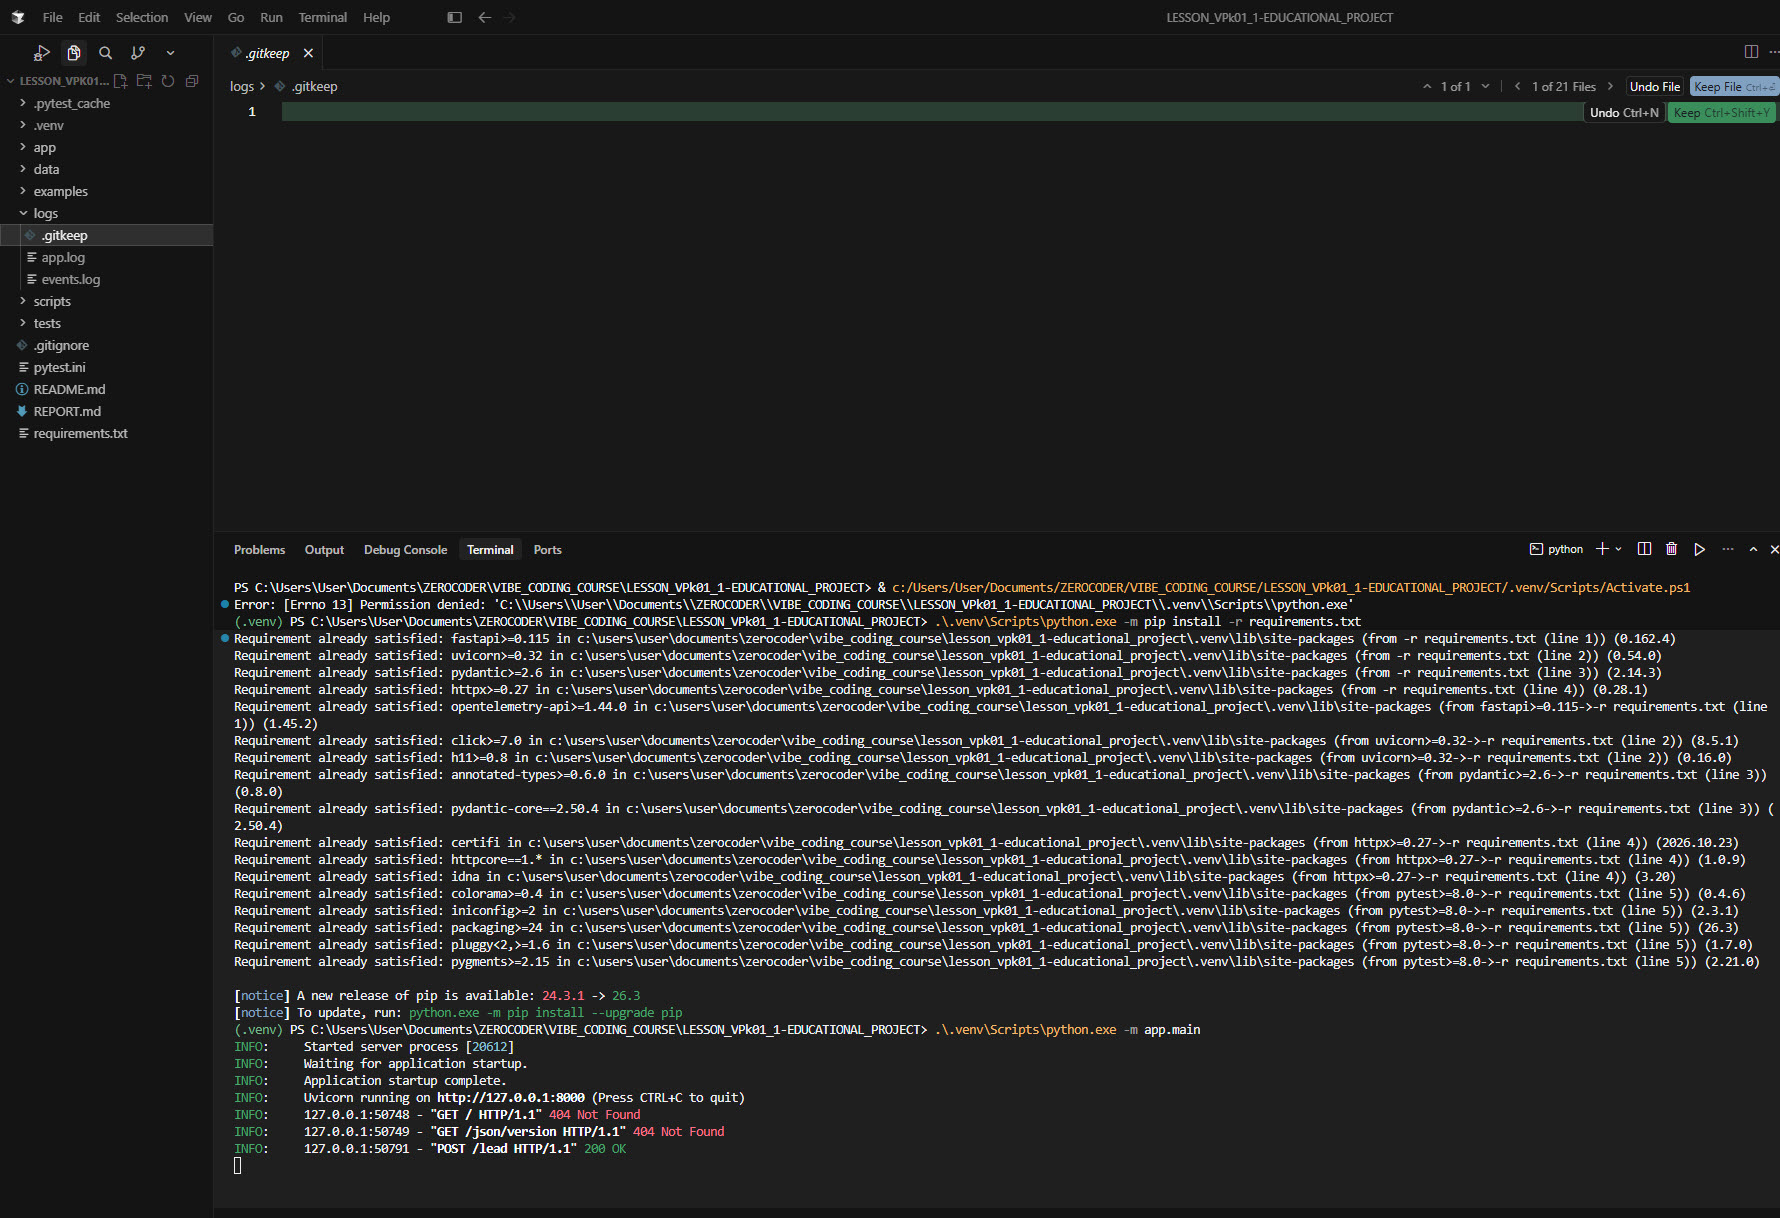 File Edit Selection View Go Run Terminal Help
LESSON_VPk01_1-EDUCATIONAL_PROJECT
.gitkeep
LESSON_VPK01...
logs > .gitkeep
1 of 1
1 of 21 Files
Undo File
Keep File Ctrl+
1
Undo Ctrl+N
Keep Ctrl+Shift+Y
.pytest_cache
.venv
app
data
examples
logs
.gitkeep
app.log
events.log
scripts
tests
.gitignore
pytest.ini
README.md
REPORT.md
requirements.txt
Problems Output Debug Console Terminal Ports
python
PS C:\Users\User\Documents\ZEROCODER\VIBE_CODING_COURSE\LESSON_VPk01_1-EDUCATIONAL_PROJECT> & c:/Users/User/Documents/ZEROCODER/VIBE_CODING_COURSE/LESSON_VPk01_1-EDUCATIONAL_PROJECT/.venv/Scripts/Activate.ps1
Error: [Errno 13] Permission denied: 'C:\\Users\\User\\Documents\\ZEROCODER\\VIBE_CODING_COURSE\\LESSON_VPk01_1-EDUCATIONAL_PROJECT\\.venv\\Scripts\\python.exe'
(.venv) PS C:\Users\User\Documents\ZEROCODER\VIBE_CODING_COURSE\LESSON_VPk01_1-EDUCATIONAL_PROJECT> .\.venv\Scripts\python.exe -m pip install -r requirements.txt
Requirement already satisfied: fastapi>=0.115 in c:\users\user\documents\zerocoder\vibe_coding_course\lesson_vpk01_1-educational_project\.venv\lib\site-packages (from -r requirements.txt (line 1)) (0.162.4)
Requirement already satisfied: uvicorn>=0.32 in c:\users\user\documents\zerocoder\vibe_coding_course\lesson_vpk01_1-educational_project\.venv\lib\site-packages (from -r requirements.txt (line 2)) (0.54.0)
Requirement already satisfied: pydantic>=2.6 in c:\users\user\documents\zerocoder\vibe_coding_course\lesson_vpk01_1-educational_project\.venv\lib\site-packages (from -r requirements.txt (line 3)) (2.14.3)
Requirement already satisfied: httpx>=0.27 in c:\users\user\documents\zerocoder\vibe_coding_course\lesson_vpk01_1-educational_project\.venv\lib\site-packages (from -r requirements.txt (line 4)) (0.28.1)
Requirement already satisfied: opentelemetry-api>=1.44.0 in c:\users\user\documents\zerocoder\vibe_coding_course\lesson_vpk01_1-educational_project\.venv\lib\site-packages (from fastapi>=0.115->-r requirements.txt (line
1)) (1.45.2)
Requirement already satisfied: click>=7.0 in c:\users\user\documents\zerocoder\vibe_coding_course\lesson_vpk01_1-educational_project\.venv\lib\site-packages (from uvicorn>=0.32->-r requirements.txt (line 2)) (8.5.1)
Requirement already satisfied: h11>=0.8 in c:\users\user\documents\zerocoder\vibe_coding_course\lesson_vpk01_1-educational_project\.venv\lib\site-packages (from uvicorn>=0.32->-r requirements.txt (line 2)) (0.16.0)
Requirement already satisfied: annotated-types>=0.6.0 in c:\users\user\documents\zerocoder\vibe_coding_course\lesson_vpk01_1-educational_project\.venv\lib\site-packages (from pydantic>=2.6->-r requirements.txt (line 3))
(0.8.0)
Requirement already satisfied: pydantic-core==2.50.4 in c:\users\user\documents\zerocoder\vibe_coding_course\lesson_vpk01_1-educational_project\.venv\lib\site-packages (from pydantic>=2.6->-r requirements.txt (line 3)) (
2.50.4)
Requirement already satisfied: certifi in c:\users\user\documents\zerocoder\vibe_coding_course\lesson_vpk01_1-educational_project\.venv\lib\site-packages (from httpx>=0.27->-r requirements.txt (line 4)) (2026.10.23)
Requirement already satisfied: httpcore==1.* in c:\users\user\documents\zerocoder\vibe_coding_course\lesson_vpk01_1-educational_project\.venv\lib\site-packages (from httpx>=0.27->-r requirements.txt (line 4)) (1.0.9)
Requirement already satisfied: idna in c:\users\user\documents\zerocoder\vibe_coding_course\lesson_vpk01_1-educational_project\.venv\lib\site-packages (from httpx>=0.27->-r requirements.txt (line 4)) (3.20)
Requirement already satisfied: colorama>=0.4 in c:\users\user\documents\zerocoder\vibe_coding_course\lesson_vpk01_1-educational_project\.venv\lib\site-packages (from pytest>=8.0->-r requirements.txt (line 5)) (0.4.6)
Requirement already satisfied: iniconfig>=2 in c:\users\user\documents\zerocoder\vibe_coding_course\lesson_vpk01_1-educational_project\.venv\lib\site-packages (from pytest>=8.0->-r requirements.txt (line 5)) (2.3.1)
Requirement already satisfied: packaging>=24 in c:\users\user\documents\zerocoder\vibe_coding_course\lesson_vpk01_1-educational_project\.venv\lib\site-packages (from pytest>=8.0->-r requirements.txt (line 5)) (26.3)
Requirement already satisfied: pluggy<2,>=1.6 in c:\users\user\documents\zerocoder\vibe_coding_course\lesson_vpk01_1-educational_project\.venv\lib\site-packages (from pytest>=8.0->-r requirements.txt (line 5)) (1.7.0)
Requirement already satisfied: pygments>=2.15 in c:\users\user\documents\zerocoder\vibe_coding_course\lesson_vpk01_1-educational_project\.venv\lib\site-packages (from pytest>=8.0->-r requirements.txt (line 5)) (2.21.0)
[notice] A new release of pip is available: 24.3.1 -> 26.3
[notice] To update, run: python.exe -m pip install --upgrade pip
(.venv) PS C:\Users\User\Documents\ZEROCODER\VIBE_CODING_COURSE\LESSON_VPk01_1-EDUCATIONAL_PROJECT> .\.venv\Scripts\python.exe -m app.main
INFO: Started server process [20612]
INFO: Waiting for application startup.
INFO: Application startup complete.
INFO: Uvicorn running on http://127.0.0.1:8000 (Press CTRL+C to quit)
INFO: 127.0.0.1:50748 - "GET / HTTP/1.1" 404 Not Found
INFO: 127.0.0.1:50749 - "GET /json/version HTTP/1.1" 404 Not Found
INFO: 127.0.0.1:50791 - "POST /lead HTTP/1.1" 200 OK